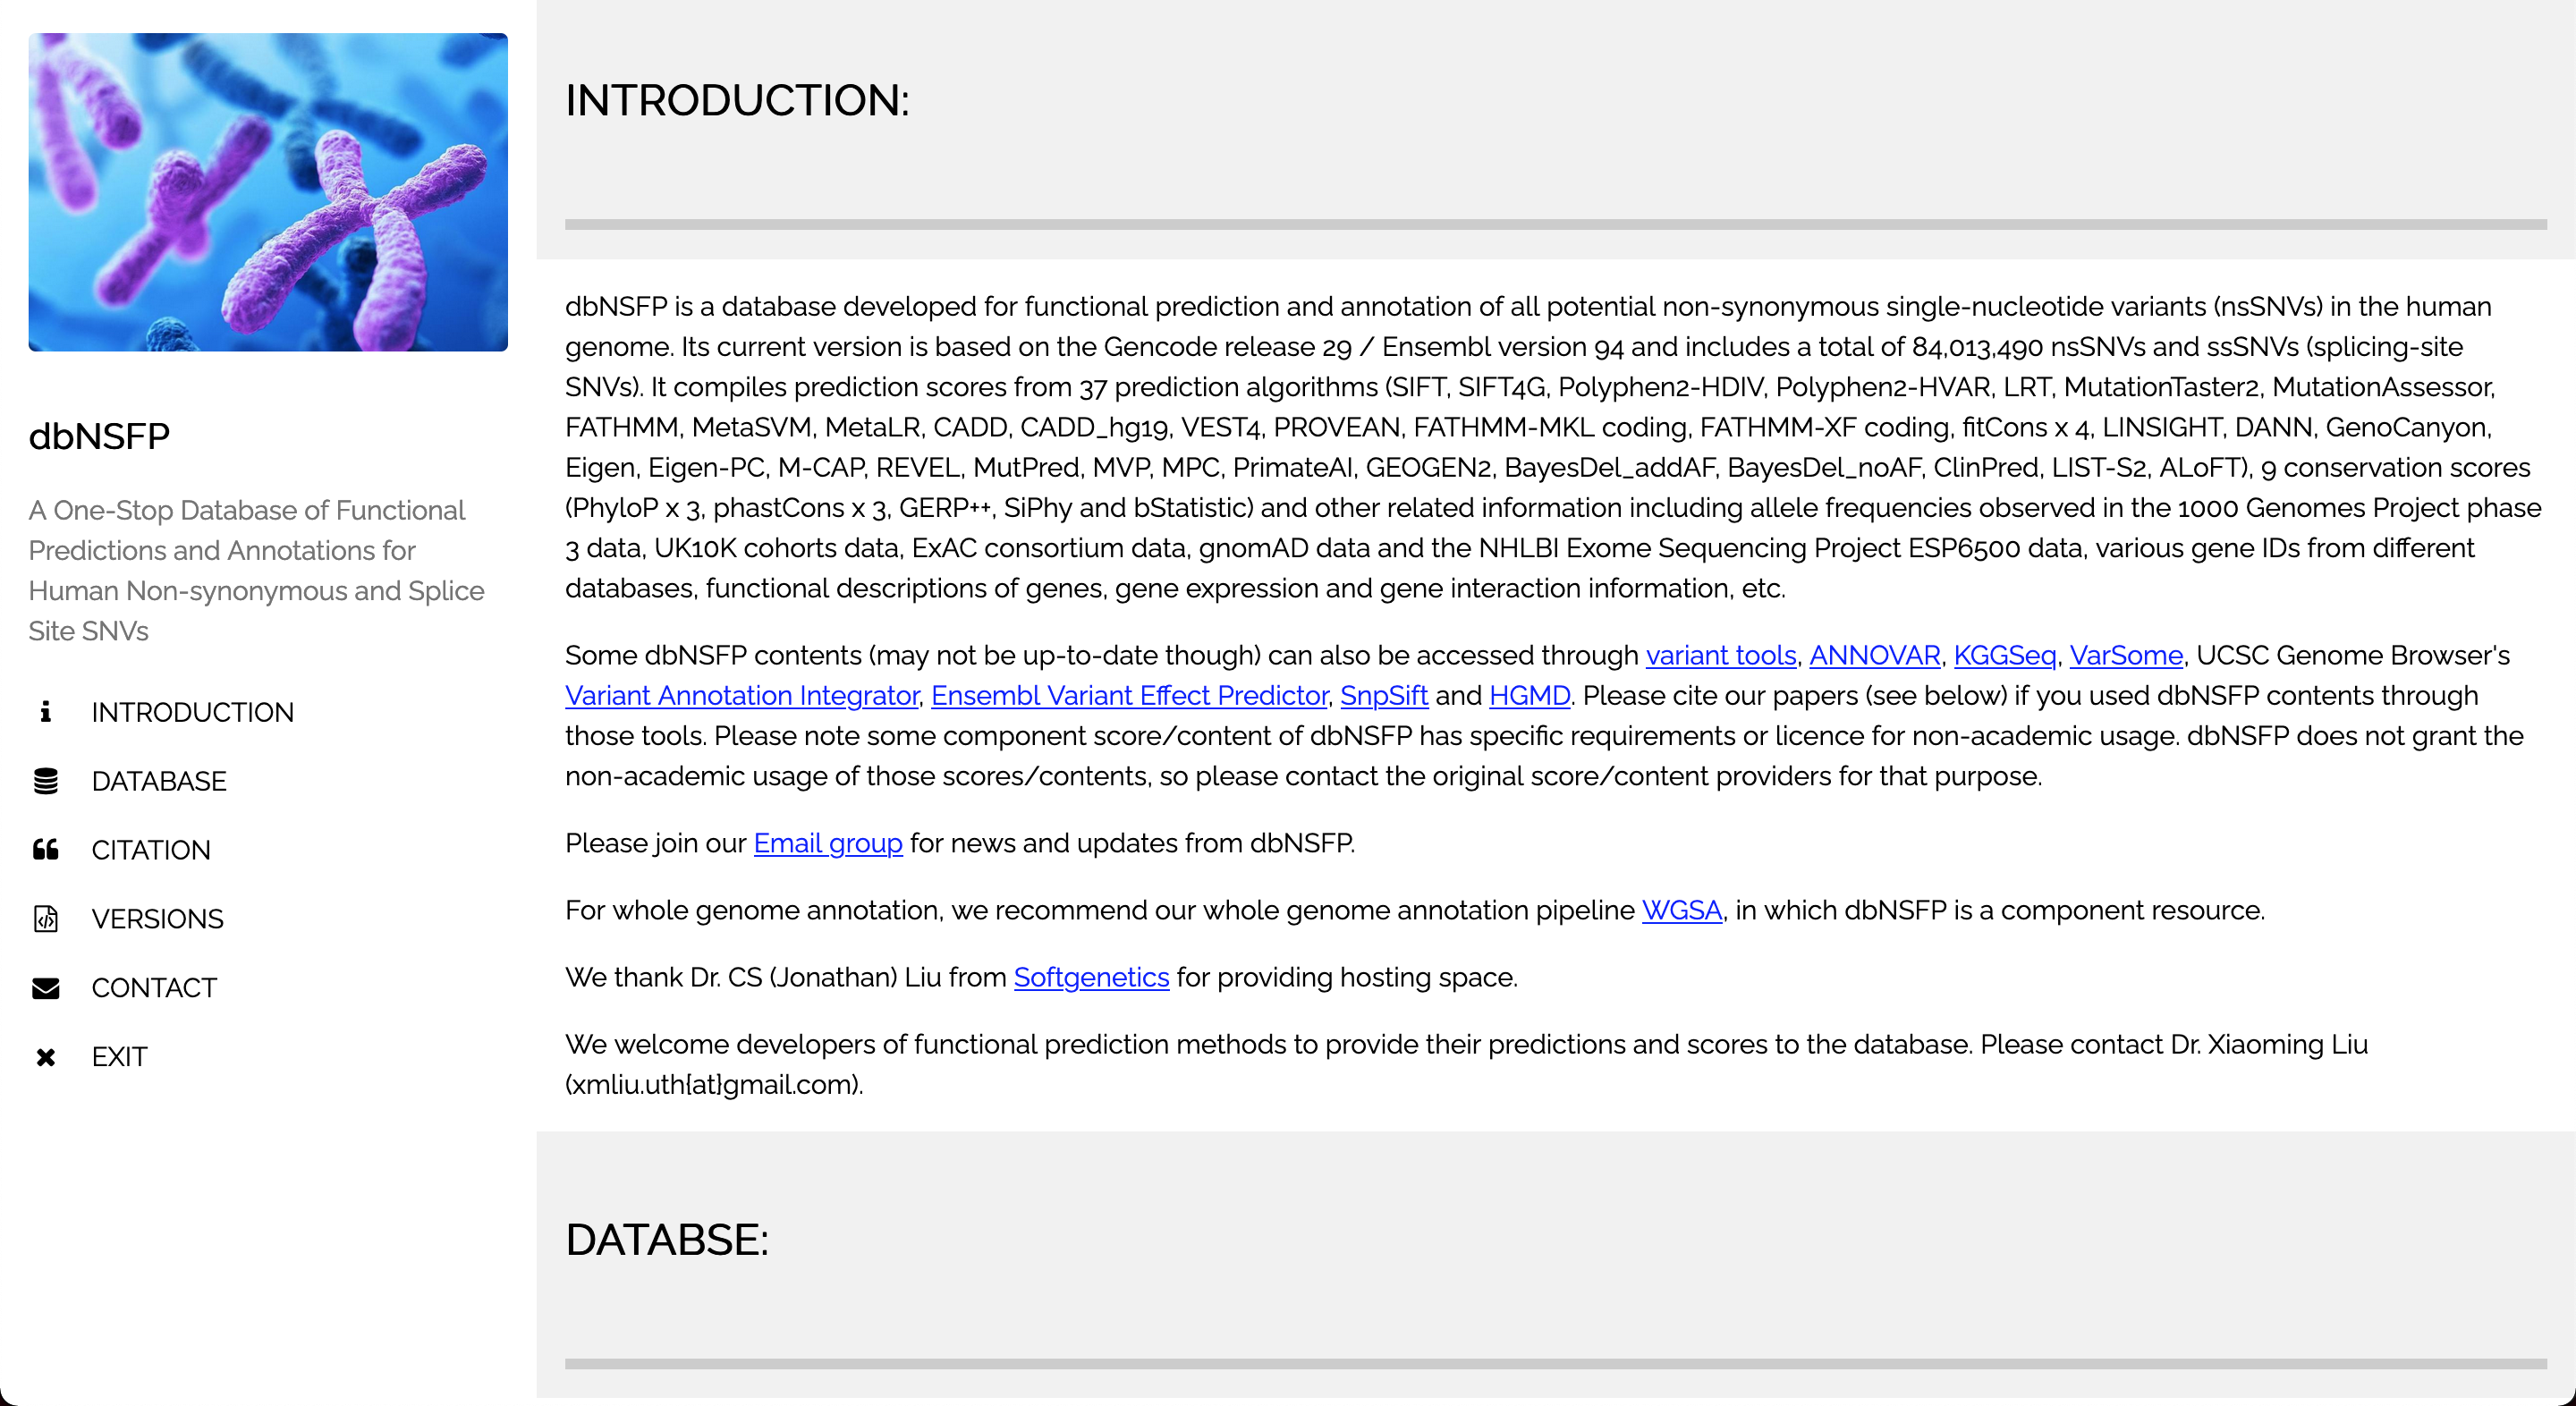 dbNSFP
A One-Stop Database of Functional
Predictions and Annotations for
Human Non-synonymous and Splice
Site SNVs
INTRODUCTION
DATABASE
CITATION
VERSIONS
CONTACT
EXIT
INTRODUCTION:
dbNSFP is a database developed for functional prediction and annotation of all potential non-synonymous single-nucleotide variants (nsSNVs) in the human
genome. Its current version is based on the Gencode release 29 / Ensembl version 94 and includes a total of 84,013,490 nsSNVs and ssSNVs (splicing-site
SNVs). It compiles prediction scores from 37 prediction algorithms (SIFT, SIFT4G, Polyphen2-HDIV, Polyphen2-HVAR, LRT, MutationTaster2, MutationAssessor,
FATHMM, MetaSVM, MetaLR, CADD, CADD_hg19, VEST4, PROVEAN, FATHMM-MKL coding, FATHMM-XF coding, fitCons x 4, LINSIGHT, DANN, GenoCanyon,
Eigen, Eigen-PC, M-CAP, REVEL, MutPred, MVP, MPC, PrimateAI, GEOGEN2, BayesDel_addAF, BayesDel_noAF, ClinPred, LIST-S2, ALoFT), 9 conservation scores
(PhyloP x 3, phastCons x 3, GERP++, SiPhy and bStatistic) and other related information including allele frequencies observed in the 1000 Genomes Project phase
3 data, UK10K cohorts data, ExAC consortium data, gnomAD data and the NHLBI Exome Sequencing Project ESP6500 data, various gene IDs from different
databases, functional descriptions of genes, gene expression and gene interaction information, etc.
Some dbNSFP contents (may not be up-to-date though) can also be accessed through variant tools, ANNOVAR, KGGSeq, VarSome, UCSC Genome Browser's
Variant Annotation Integrator, Ensembl Variant Effect Predictor, SnpSift and HGMD. Please cite our papers (see below) if you used dbNSFP contents through
those tools. Please note some component score/content of dbNSFP has specific requirements or licence for non-academic usage. dbNSFP does not grant the
non-academic usage of those scores/contents, so please contact the original score/content providers for that purpose.
Please join our Email group for news and updates from dbNSFP.
For whole genome annotation, we recommend our whole genome annotation pipeline WGSA, in which dbNSFP is a component resource.
We thank Dr. CS (Jonathan) Liu from Softgenetics for providing hosting space.
We welcome developers of functional prediction methods to provide their predictions and scores to the database. Please contact Dr. Xiaoming Liu
(xmliu.uth{at}gmail.com).
DATABSE: